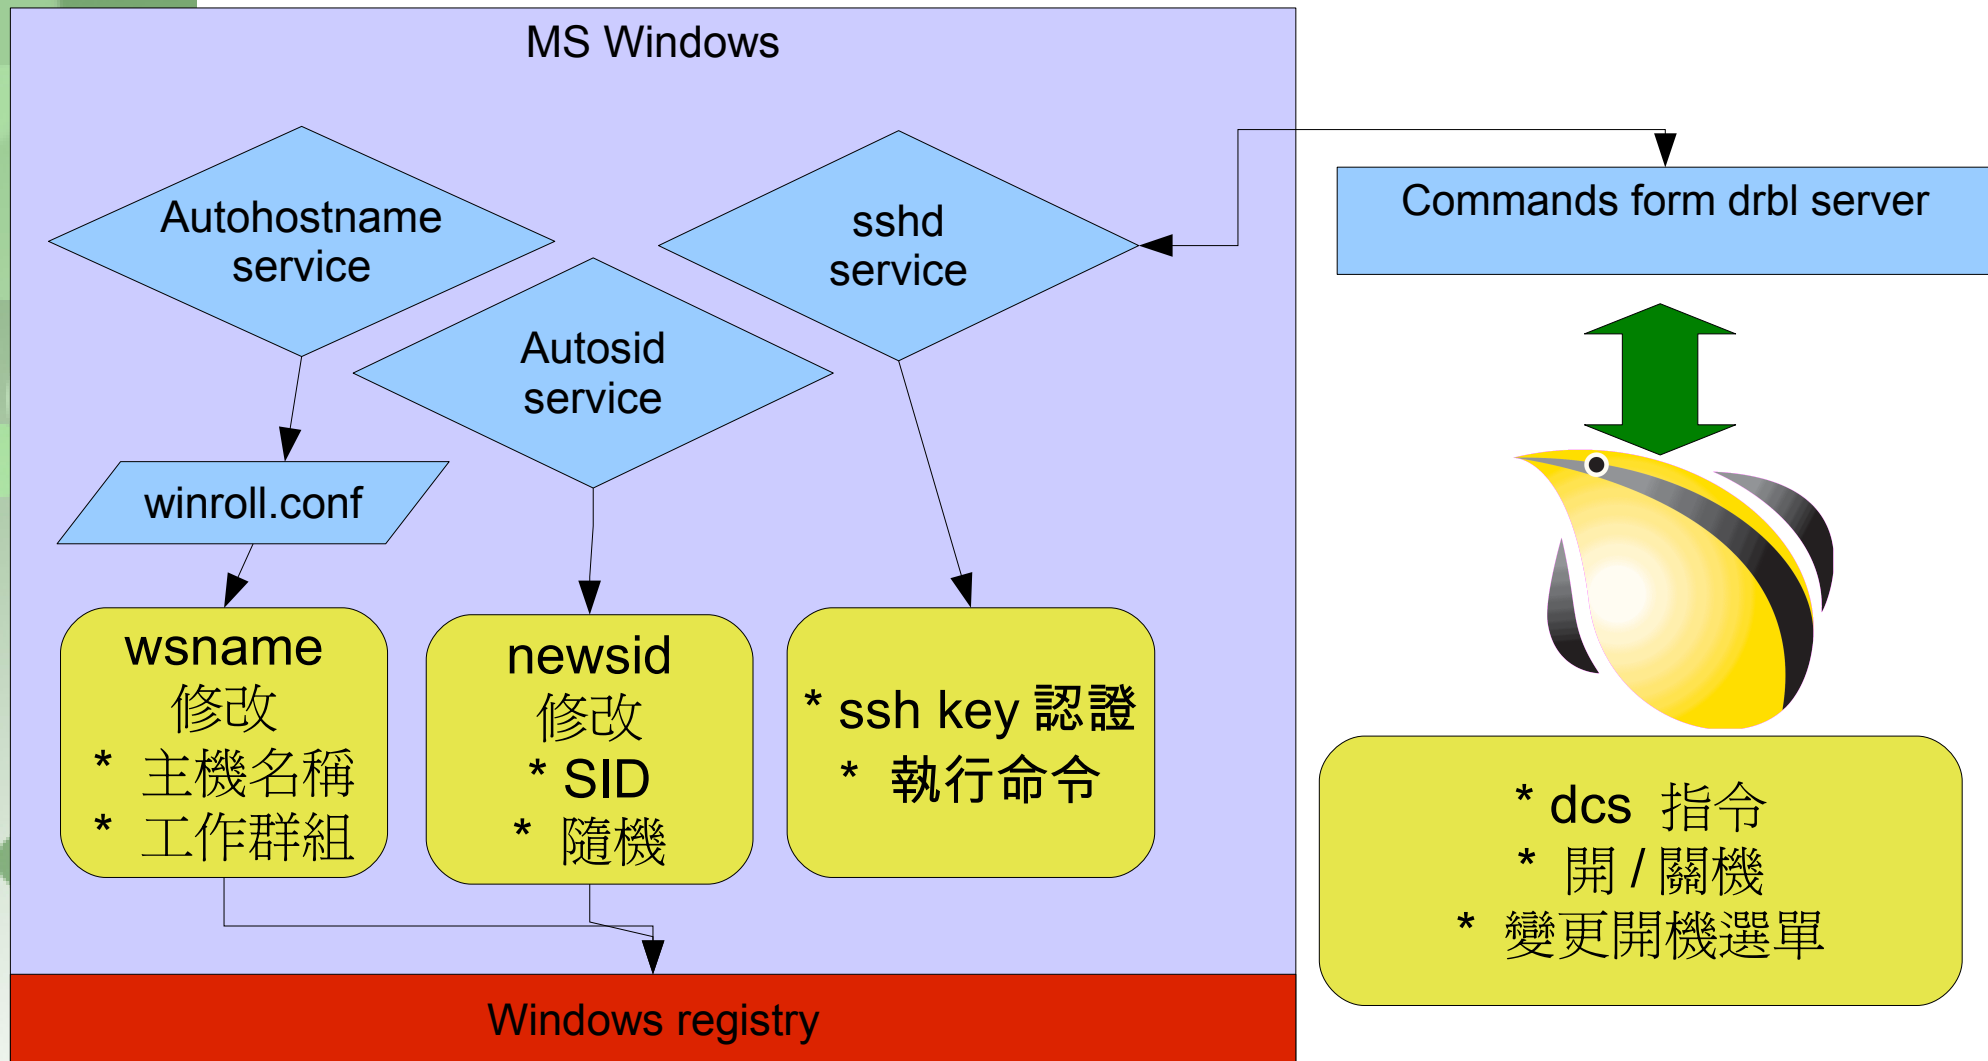 MS Windows
Autohostname
service
sshd
service
Commands form drbl server
Autosid
service
winroll.conf
wsname
修改
* 主機名稱
* 工作群組
newsid
修改
* SID
* 隨機
* ssh key 認證
* 執行命令
* dcs 指令
* 開 / 關機
* 變更開機選單
Windows registry